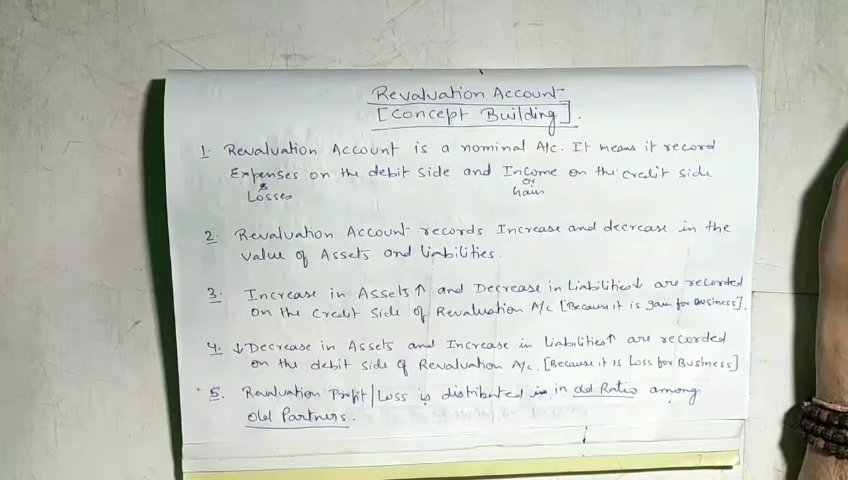 Revaluation Account
[Concept Building].
1. Revaluation Account is a nominal A/c. It means it record
Expenses on the debit side and Income on the credit side
& Losses
or Gain
2. Revaluation Account records Increase and decrease in the
value of Assets and liabilities.
3. Increase in Assets↑ and Decrease in Liabilities↓ are recorded
on the credit side of Revaluation A/c [Because it is gain for Business].
4. ↓Decrease in Assets and Increase in Liabilities↑ are recorded
on the debit side of Revaluation A/c. [Because it is Loss for Business]
5. Revaluation Profit/Loss is distributed in old Ratio among
Old Partners.